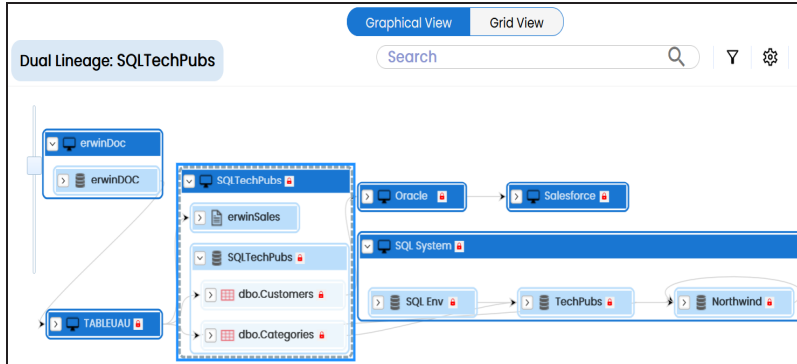 Graphical View
Grid View
Dual Lineage: SQLTechPubs
Search
erwinDoc
erwinDOC
SQLTechPubs
erwinSales
SQLTechPubs
dbo.Customers
dbo.Categories
TABLEUAU
Oracle
Salesforce
SQL System
SQL Env
TechPubs
Northwind